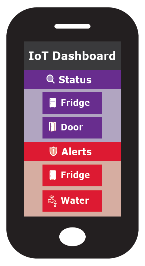 IoT Dashboard
Status
Fridge
Door
Alerts
Fridge
Water